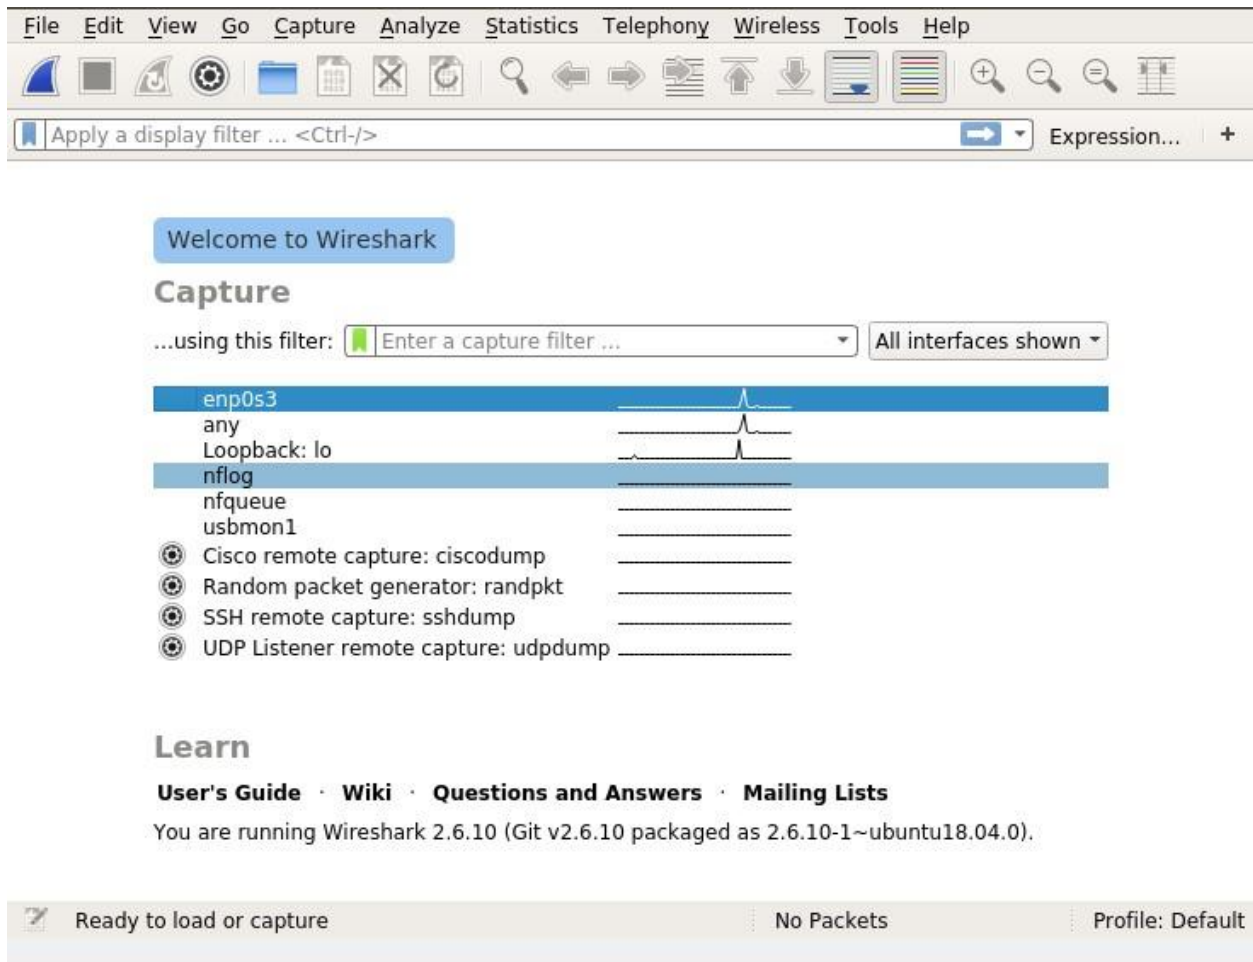 File Edit View Go Capture Analyze Statistics Telephony Wireless Tools Help
Apply a display filter ... <Ctrl-/> Expression... +
Welcome to Wireshark
Capture
...using this filter: Enter a capture filter ... All interfaces shown
enp0s3
any
Loopback: lo
nflog
nfqueue
usbmon1
Cisco remote capture: ciscodump
Random packet generator: randpkt
SSH remote capture: sshdump
UDP Listener remote capture: udpdump
Learn
User's Guide · Wiki · Questions and Answers · Mailing Lists
You are running Wireshark 2.6.10 (Git v2.6.10 packaged as 2.6.10-1~ubuntu18.04.0).
Ready to load or capture No Packets Profile: Default